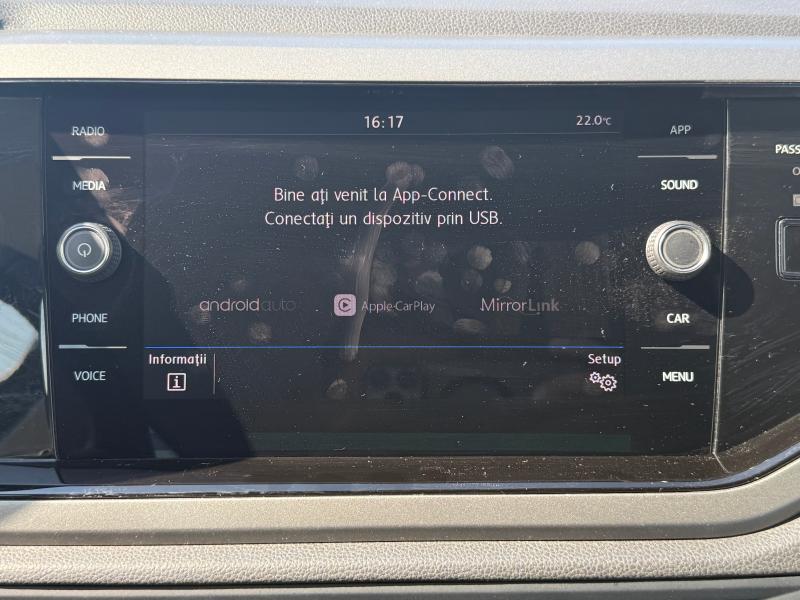 RADIO
MEDIA
PHONE
VOICE
16:17
22.0°C
Bine ați venit la App-Connect.
Conectați un dispozitiv prin USB.
androidauto
Apple CarPlay
MirrorLink
Informații
i
Setup
APP
SOUND
CAR
MENU
PASS